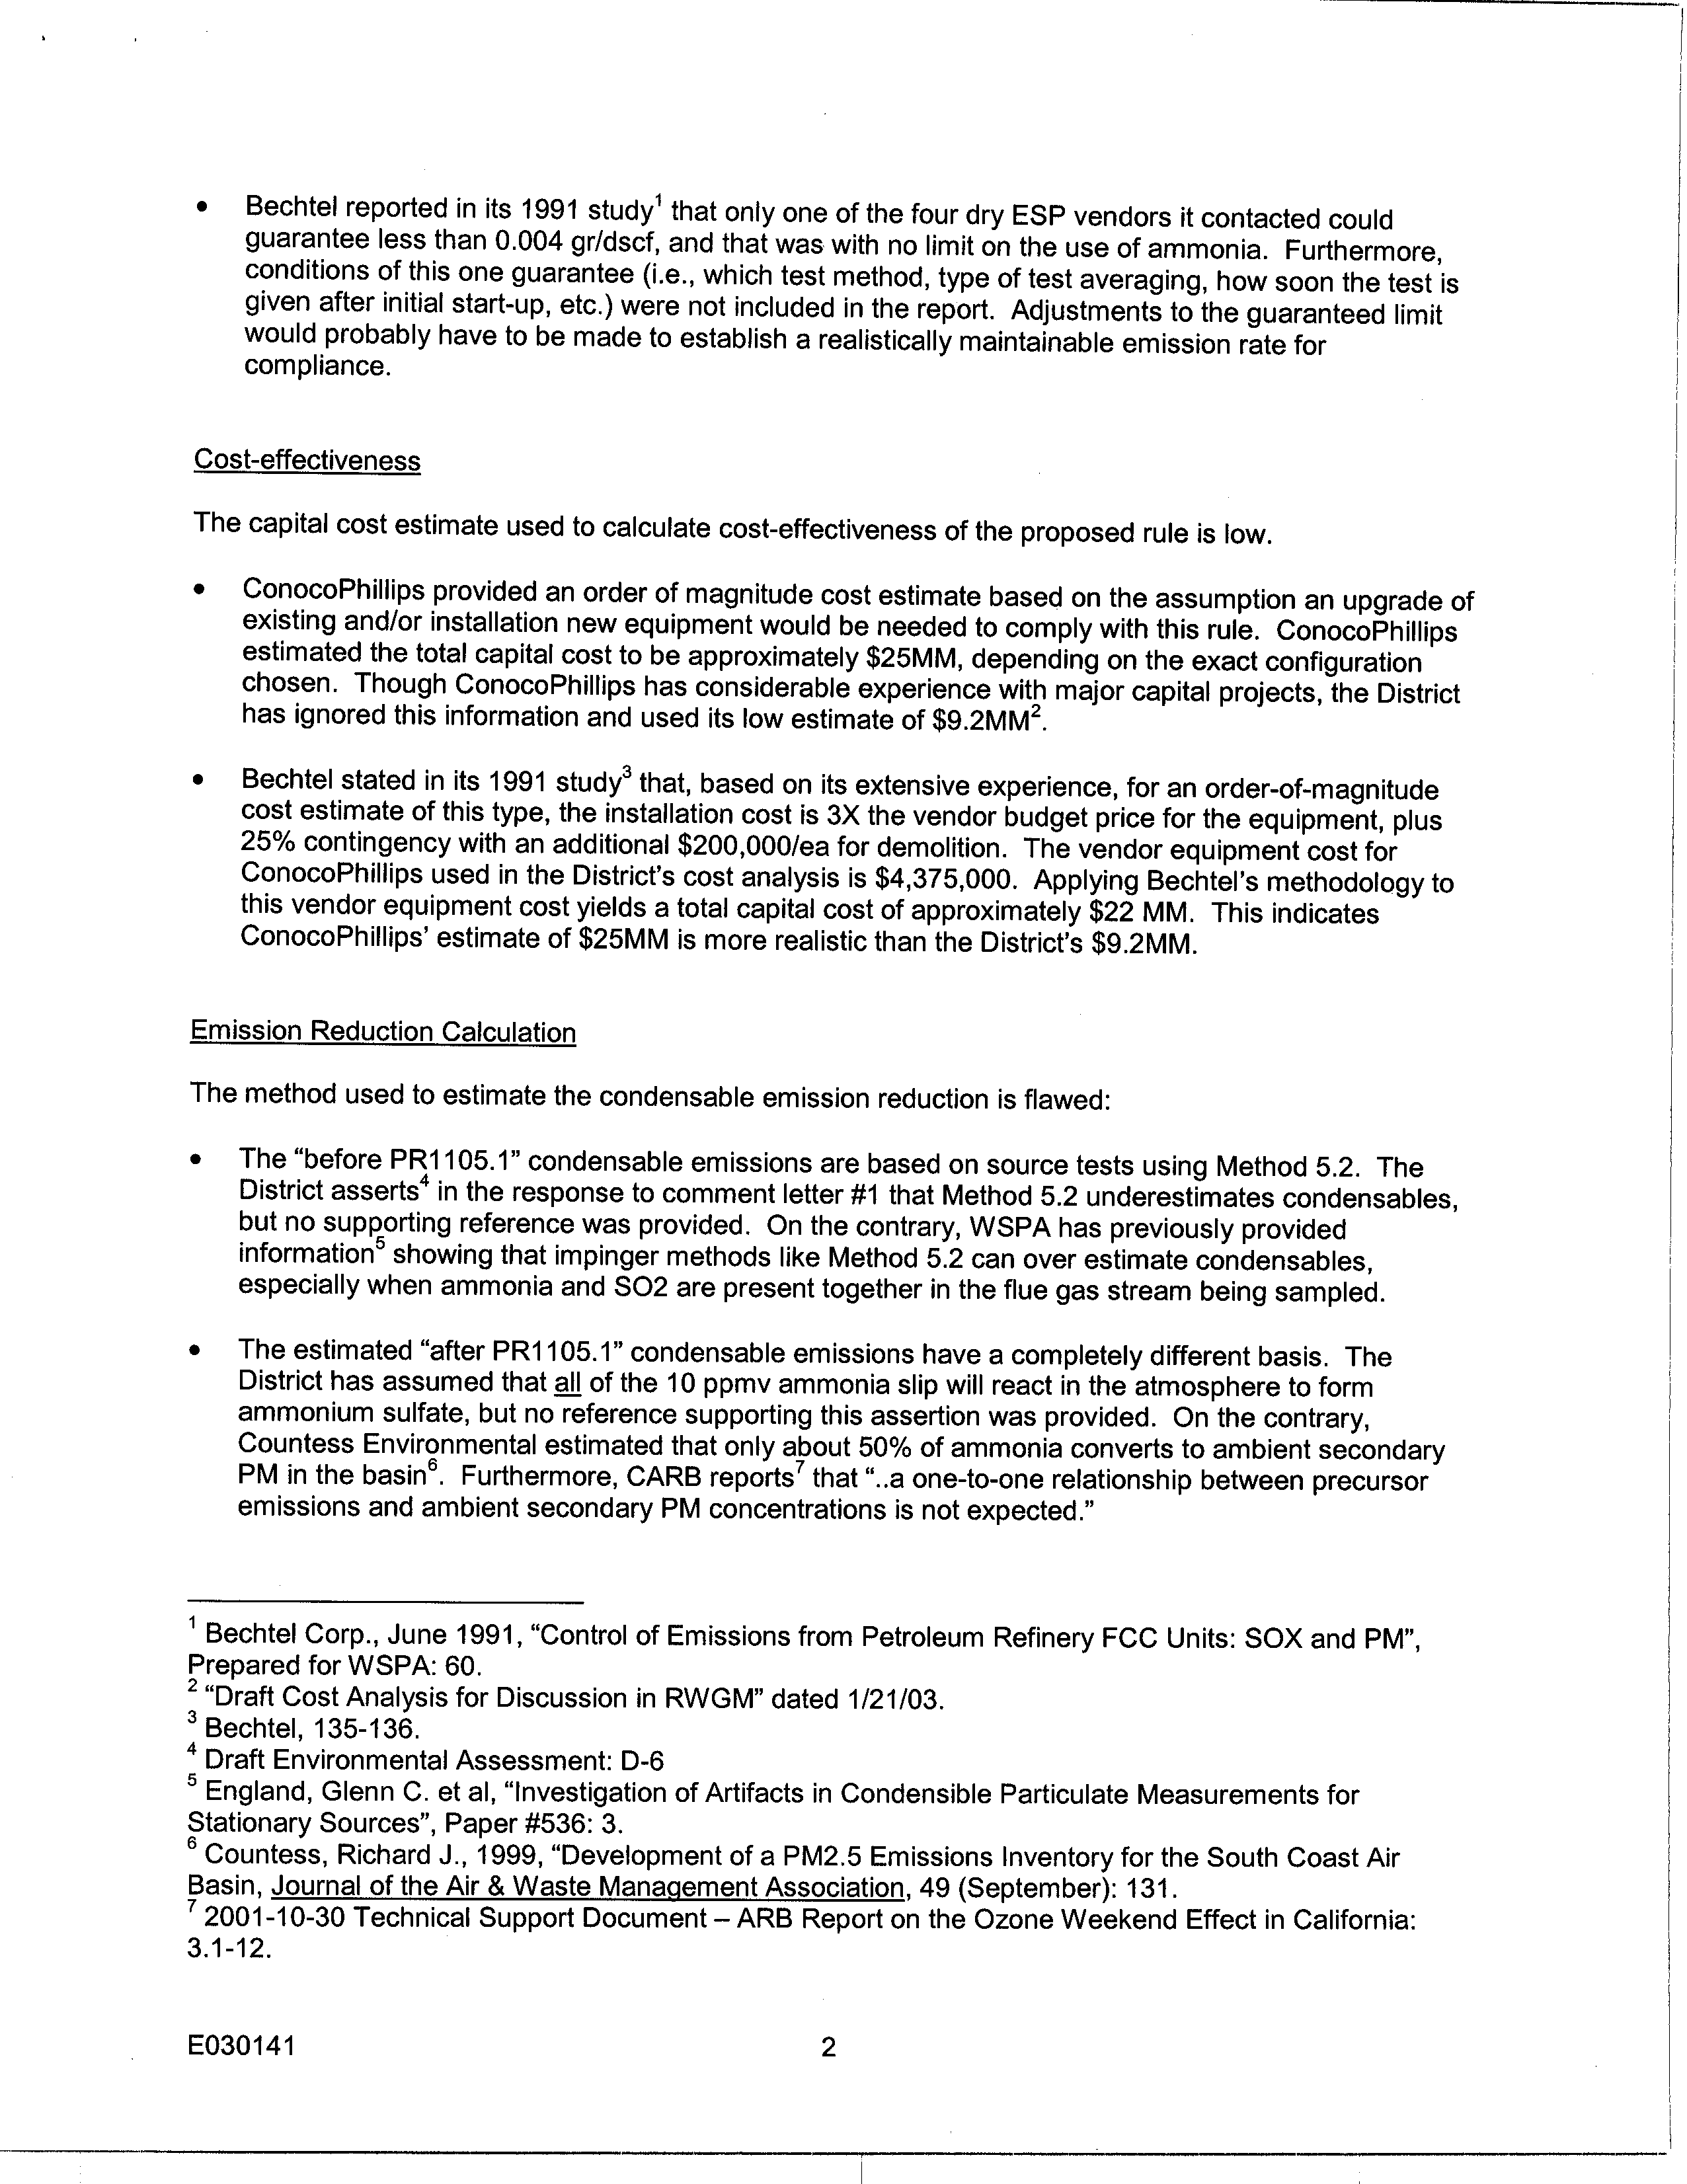 • Bechtel reported in its 1991 study¹ that only one of the four dry ESP vendors it contacted could
guarantee less than 0.004 gr/dscf, and that was with no limit on the use of ammonia. Furthermore,
conditions of this one guarantee (i.e., which test method, type of test averaging, how soon the test is
given after initial start-up, etc.) were not included in the report. Adjustments to the guaranteed limit
would probably have to be made to establish a realistically maintainable emission rate for
compliance.
Cost-effectiveness
The capital cost estimate used to calculate cost-effectiveness of the proposed rule is low.
• ConocoPhillips provided an order of magnitude cost estimate based on the assumption an upgrade of
existing and/or installation new equipment would be needed to comply with this rule. ConocoPhillips
estimated the total capital cost to be approximately $25MM, depending on the exact configuration
chosen. Though ConocoPhillips has considerable experience with major capital projects, the District
has ignored this information and used its low estimate of $9.2MM².
• Bechtel stated in its 1991 study³ that, based on its extensive experience, for an order-of-magnitude
cost estimate of this type, the installation cost is 3X the vendor budget price for the equipment, plus
25% contingency with an additional $200,000/ea for demolition. The vendor equipment cost for
ConocoPhillips used in the District's cost analysis is $4,375,000. Applying Bechtel's methodology to
this vendor equipment cost yields a total capital cost of approximately $22 MM. This indicates
ConocoPhillips' estimate of $25MM is more realistic than the District's $9.2MM.
Emission Reduction Calculation
The method used to estimate the condensable emission reduction is flawed:
• The “before PR1105.1” condensable emissions are based on source tests using Method 5.2. The
District asserts⁴ in the response to comment letter #1 that Method 5.2 underestimates condensables,
but no supporting reference was provided. On the contrary, WSPA has previously provided
information⁵ showing that impinger methods like Method 5.2 can over estimate condensables,
especially when ammonia and SO2 are present together in the flue gas stream being sampled.
• The estimated “after PR1105.1” condensable emissions have a completely different basis. The
District has assumed that all of the 10 ppmv ammonia slip will react in the atmosphere to form
ammonium sulfate, but no reference supporting this assertion was provided. On the contrary,
Countess Environmental estimated that only about 50% of ammonia converts to ambient secondary
PM in the basin⁶. Furthermore, CARB reports⁷ that “..a one-to-one relationship between precursor
emissions and ambient secondary PM concentrations is not expected.”
¹ Bechtel Corp., June 1991, “Control of Emissions from Petroleum Refinery FCC Units: SOX and PM”,
Prepared for WSPA: 60.
² “Draft Cost Analysis for Discussion in RWGM” dated 1/21/03.
³ Bechtel, 135-136.
⁴ Draft Environmental Assessment: D-6
⁵ England, Glenn C. et al, “Investigation of Artifacts in Condensible Particulate Measurements for
Stationary Sources”, Paper #536: 3.
⁶ Countess, Richard J., 1999, “Development of a PM2.5 Emissions Inventory for the South Coast Air
Basin, Journal of the Air & Waste Management Association, 49 (September): 131.
⁷ 2001-10-30 Technical Support Document – ARB Report on the Ozone Weekend Effect in California:
3.1-12.
E030141 2